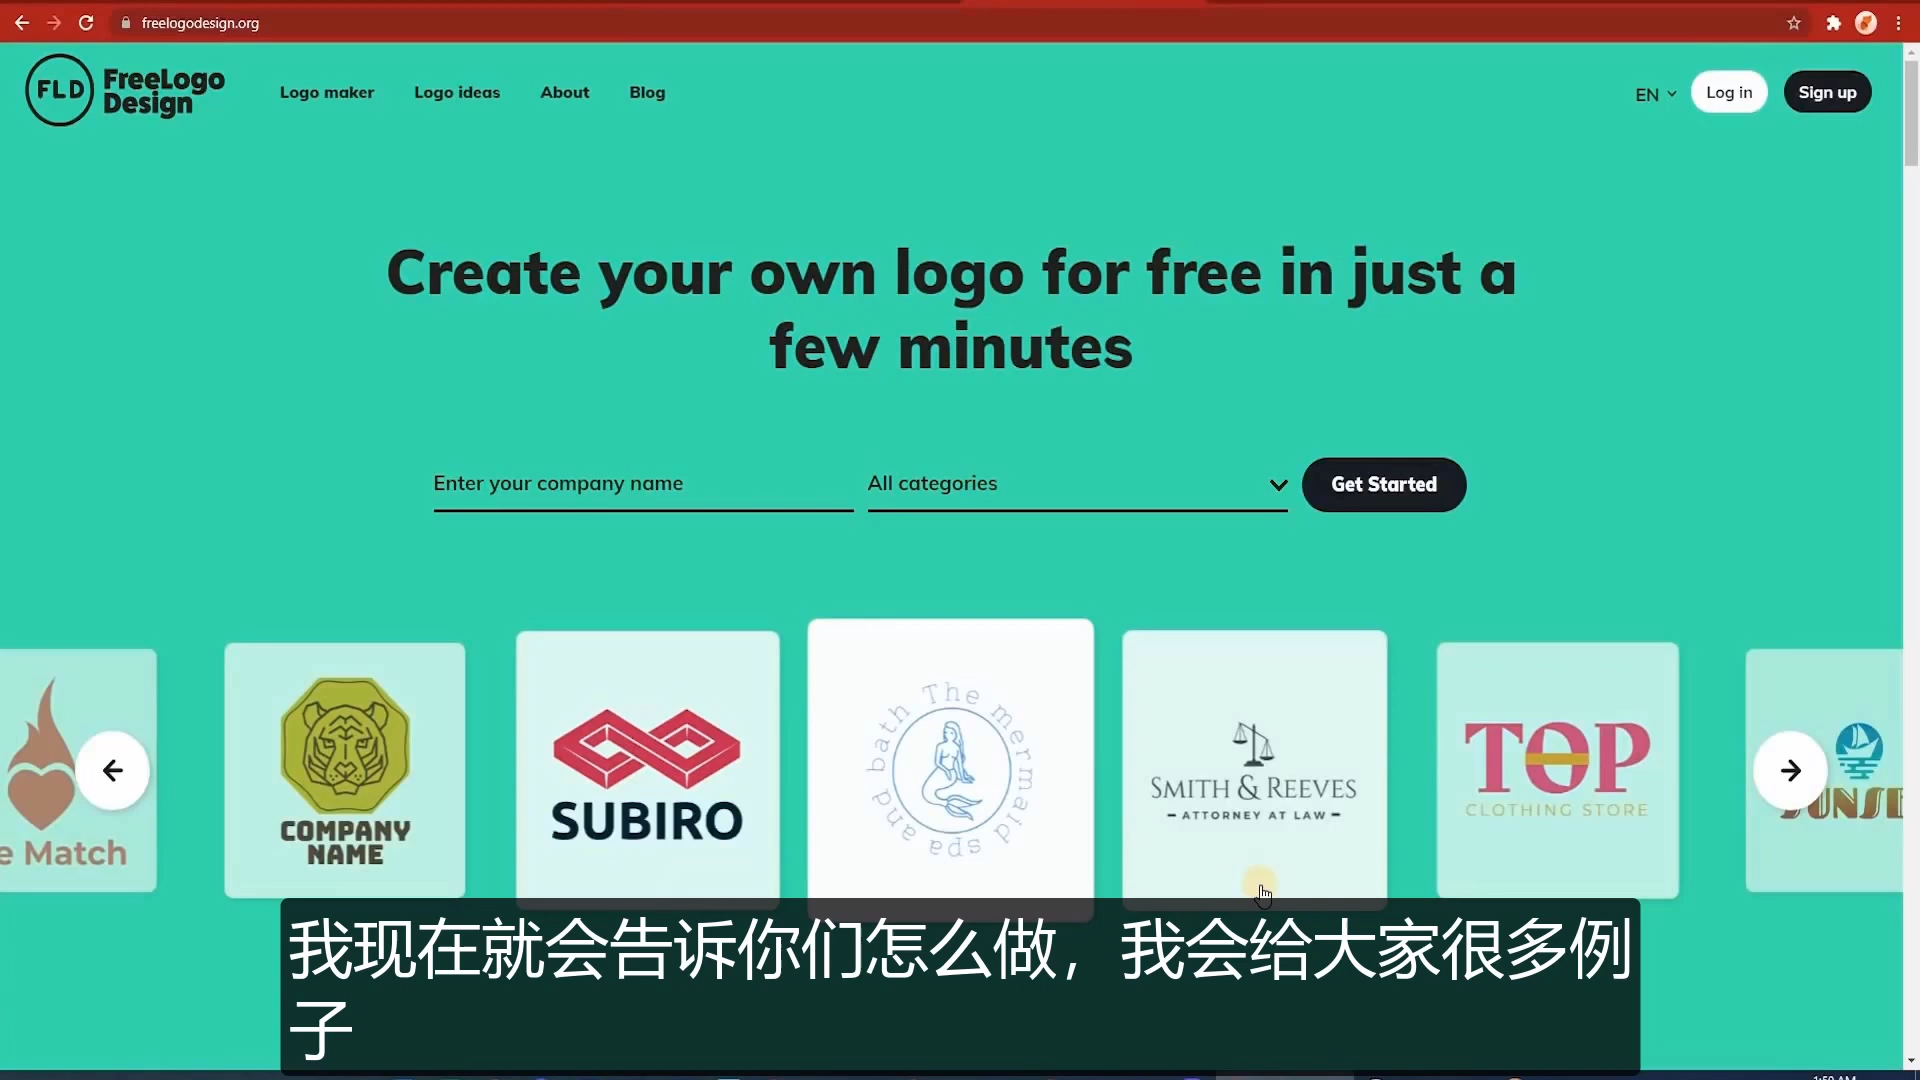 freelogodesign.org
FLD
FreeLogo
Design
Logo maker
Logo ideas
About
Blog
EN
Log in
Sign up
Create your own logo for free in just a
few minutes
Enter your company name
All categories
Get Started
e Match
COMPANY
NAME
SUBIRO
The mermaid spa and bath
SMITH & REEVES
ATTORNEY AT LAW
TOP
CLOTHING STORE
SUNSE
我现在就会告诉你们怎么做，我会给大家很多例
子